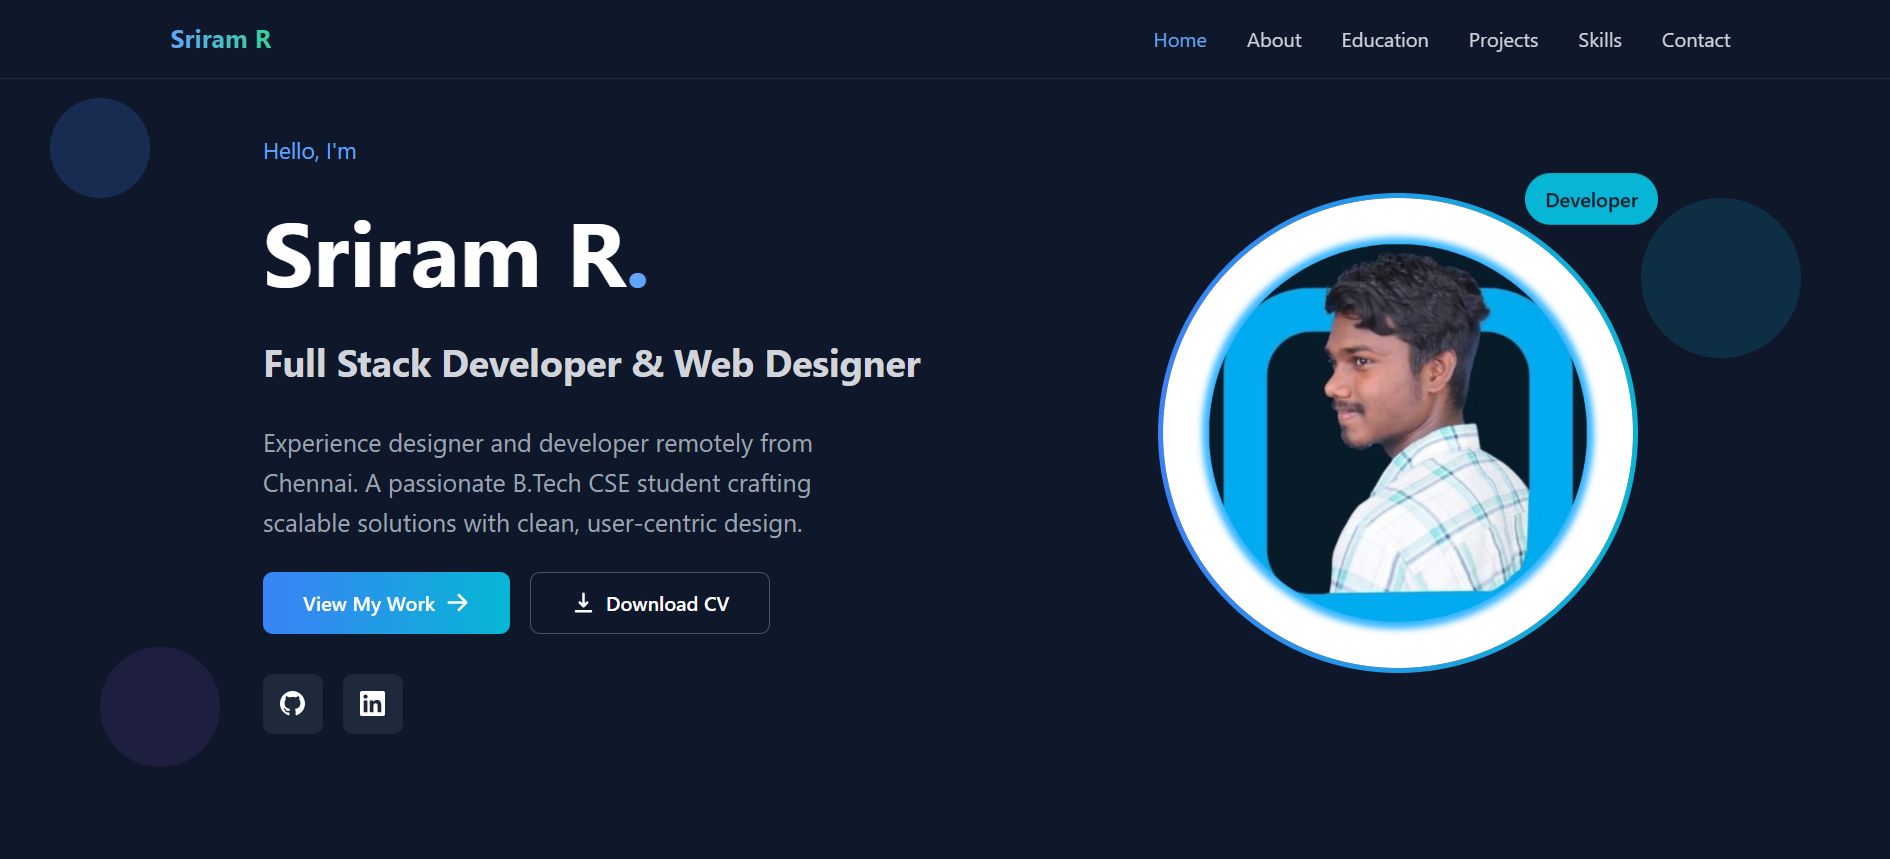 Sriram R
Home About Education Projects Skills Contact
Hello, I'm
Sriram R.
Full Stack Developer & Web Designer
Experience designer and developer remotely from
Chennai. A passionate B.Tech CSE student crafting
scalable solutions with clean, user-centric design.
View My Work
Download CV
in
Developer